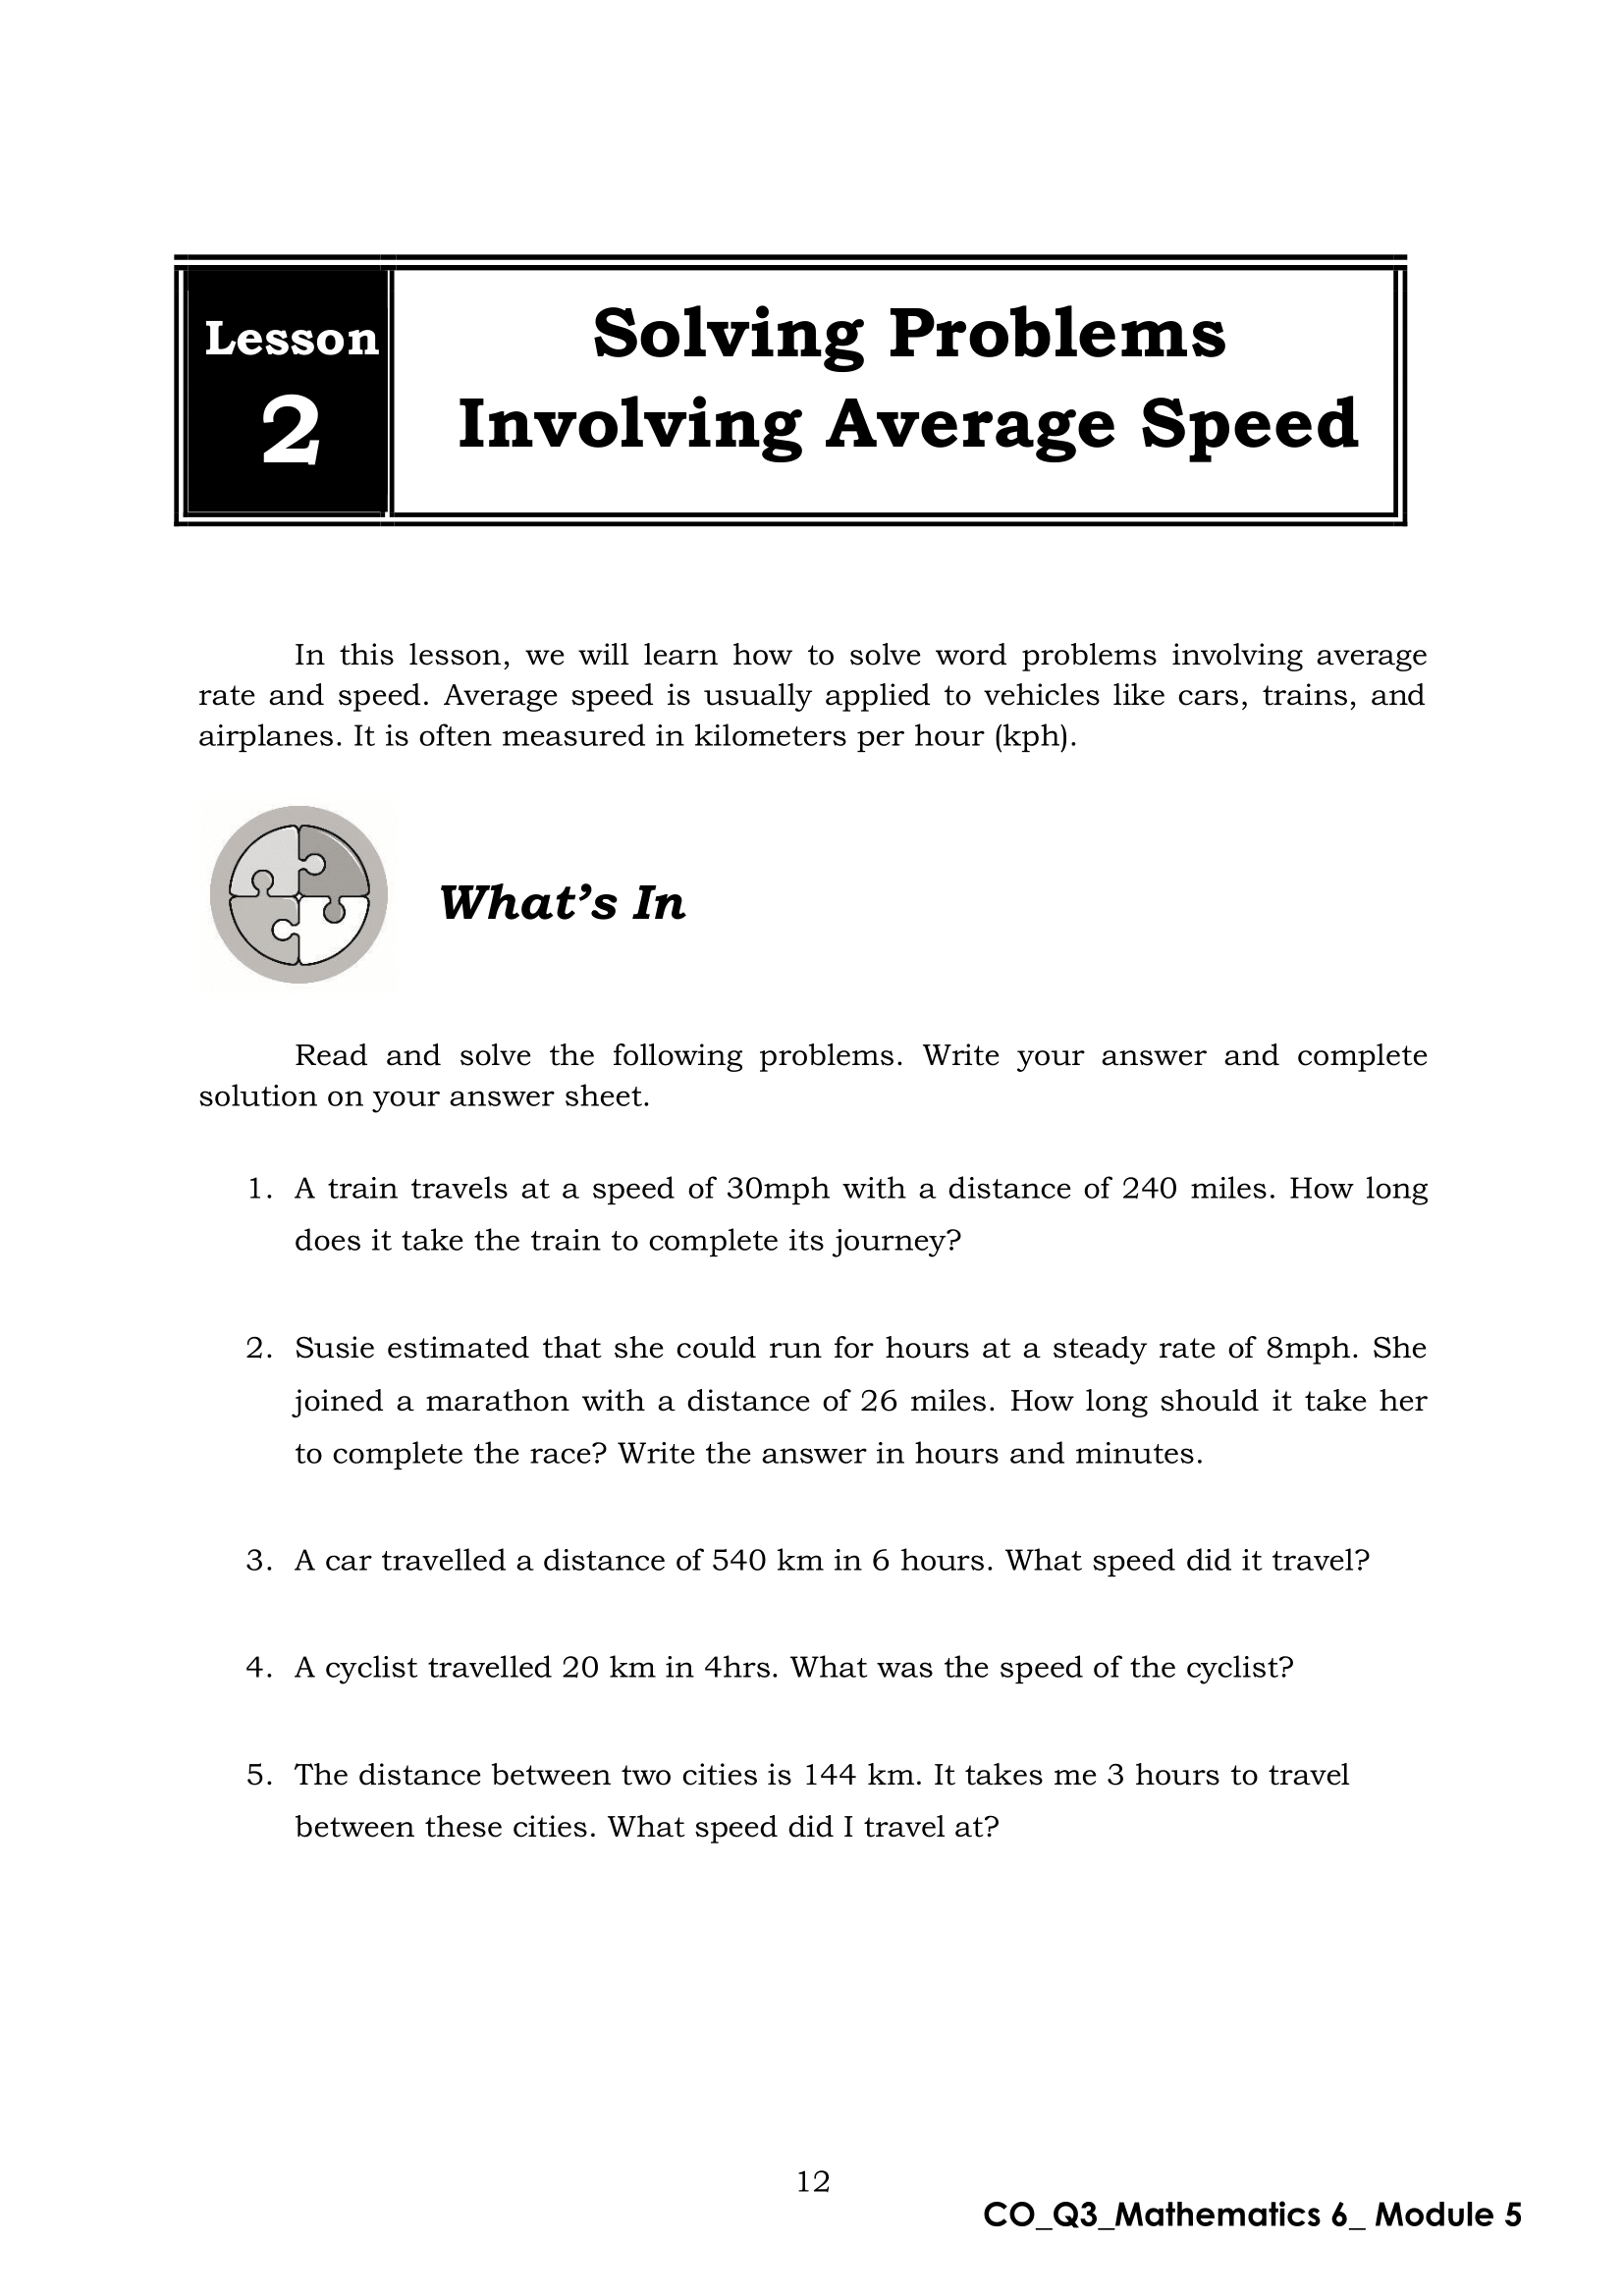 Lesson
2
Solving Problems
Involving Average Speed
In this lesson, we will learn how to solve word problems involving average
rate and speed. Average speed is usually applied to vehicles like cars, trains, and
airplanes. It is often measured in kilometers per hour (kph).
What's In
Read and solve the following problems. Write your answer and complete
solution on your answer sheet.
1. A train travels at a speed of 30mph with a distance of 240 miles. How long
does it take the train to complete its journey?
2. Susie estimated that she could run for hours at a steady rate of 8mph. She
joined a marathon with a distance of 26 miles. How long should it take her
to complete the race? Write the answer in hours and minutes.
3. A car travelled a distance of 540 km in 6 hours. What speed did it travel?
4. A cyclist travelled 20 km in 4hrs. What was the speed of the cyclist?
5. The distance between two cities is 144 km. It takes me 3 hours to travel
between these cities. What speed did I travel at?
12
CO_Q3_Mathematics 6_ Module 5